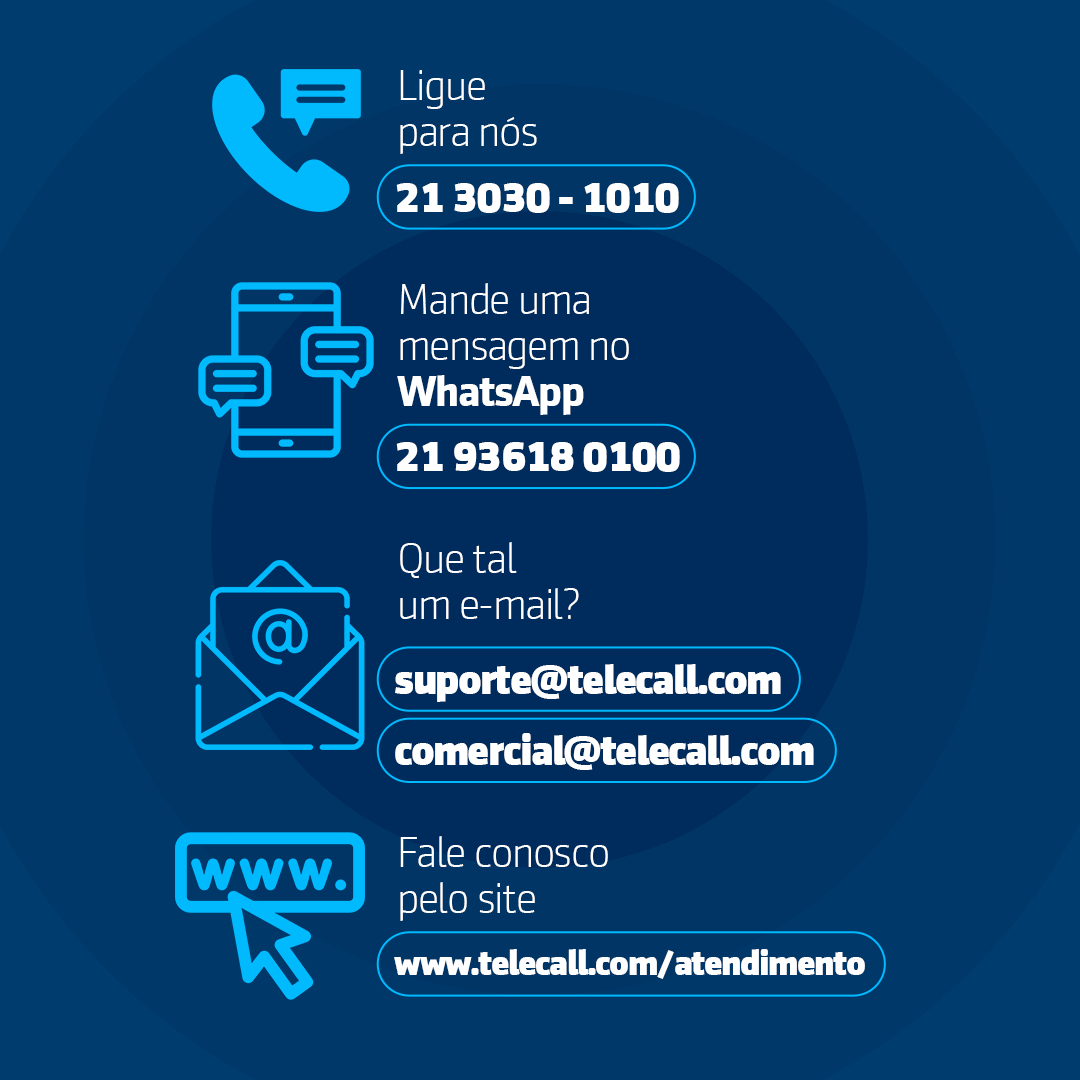 Ligue
para nós
21 3030 - 1010
Mande uma
mensagem no
WhatsApp
21 93618 0100
Que tal
um e-mail?
@
suporte@telecall.com
comercial@telecall.com
Fale conosco
pelo site
www.
www.telecall.com/atendimento